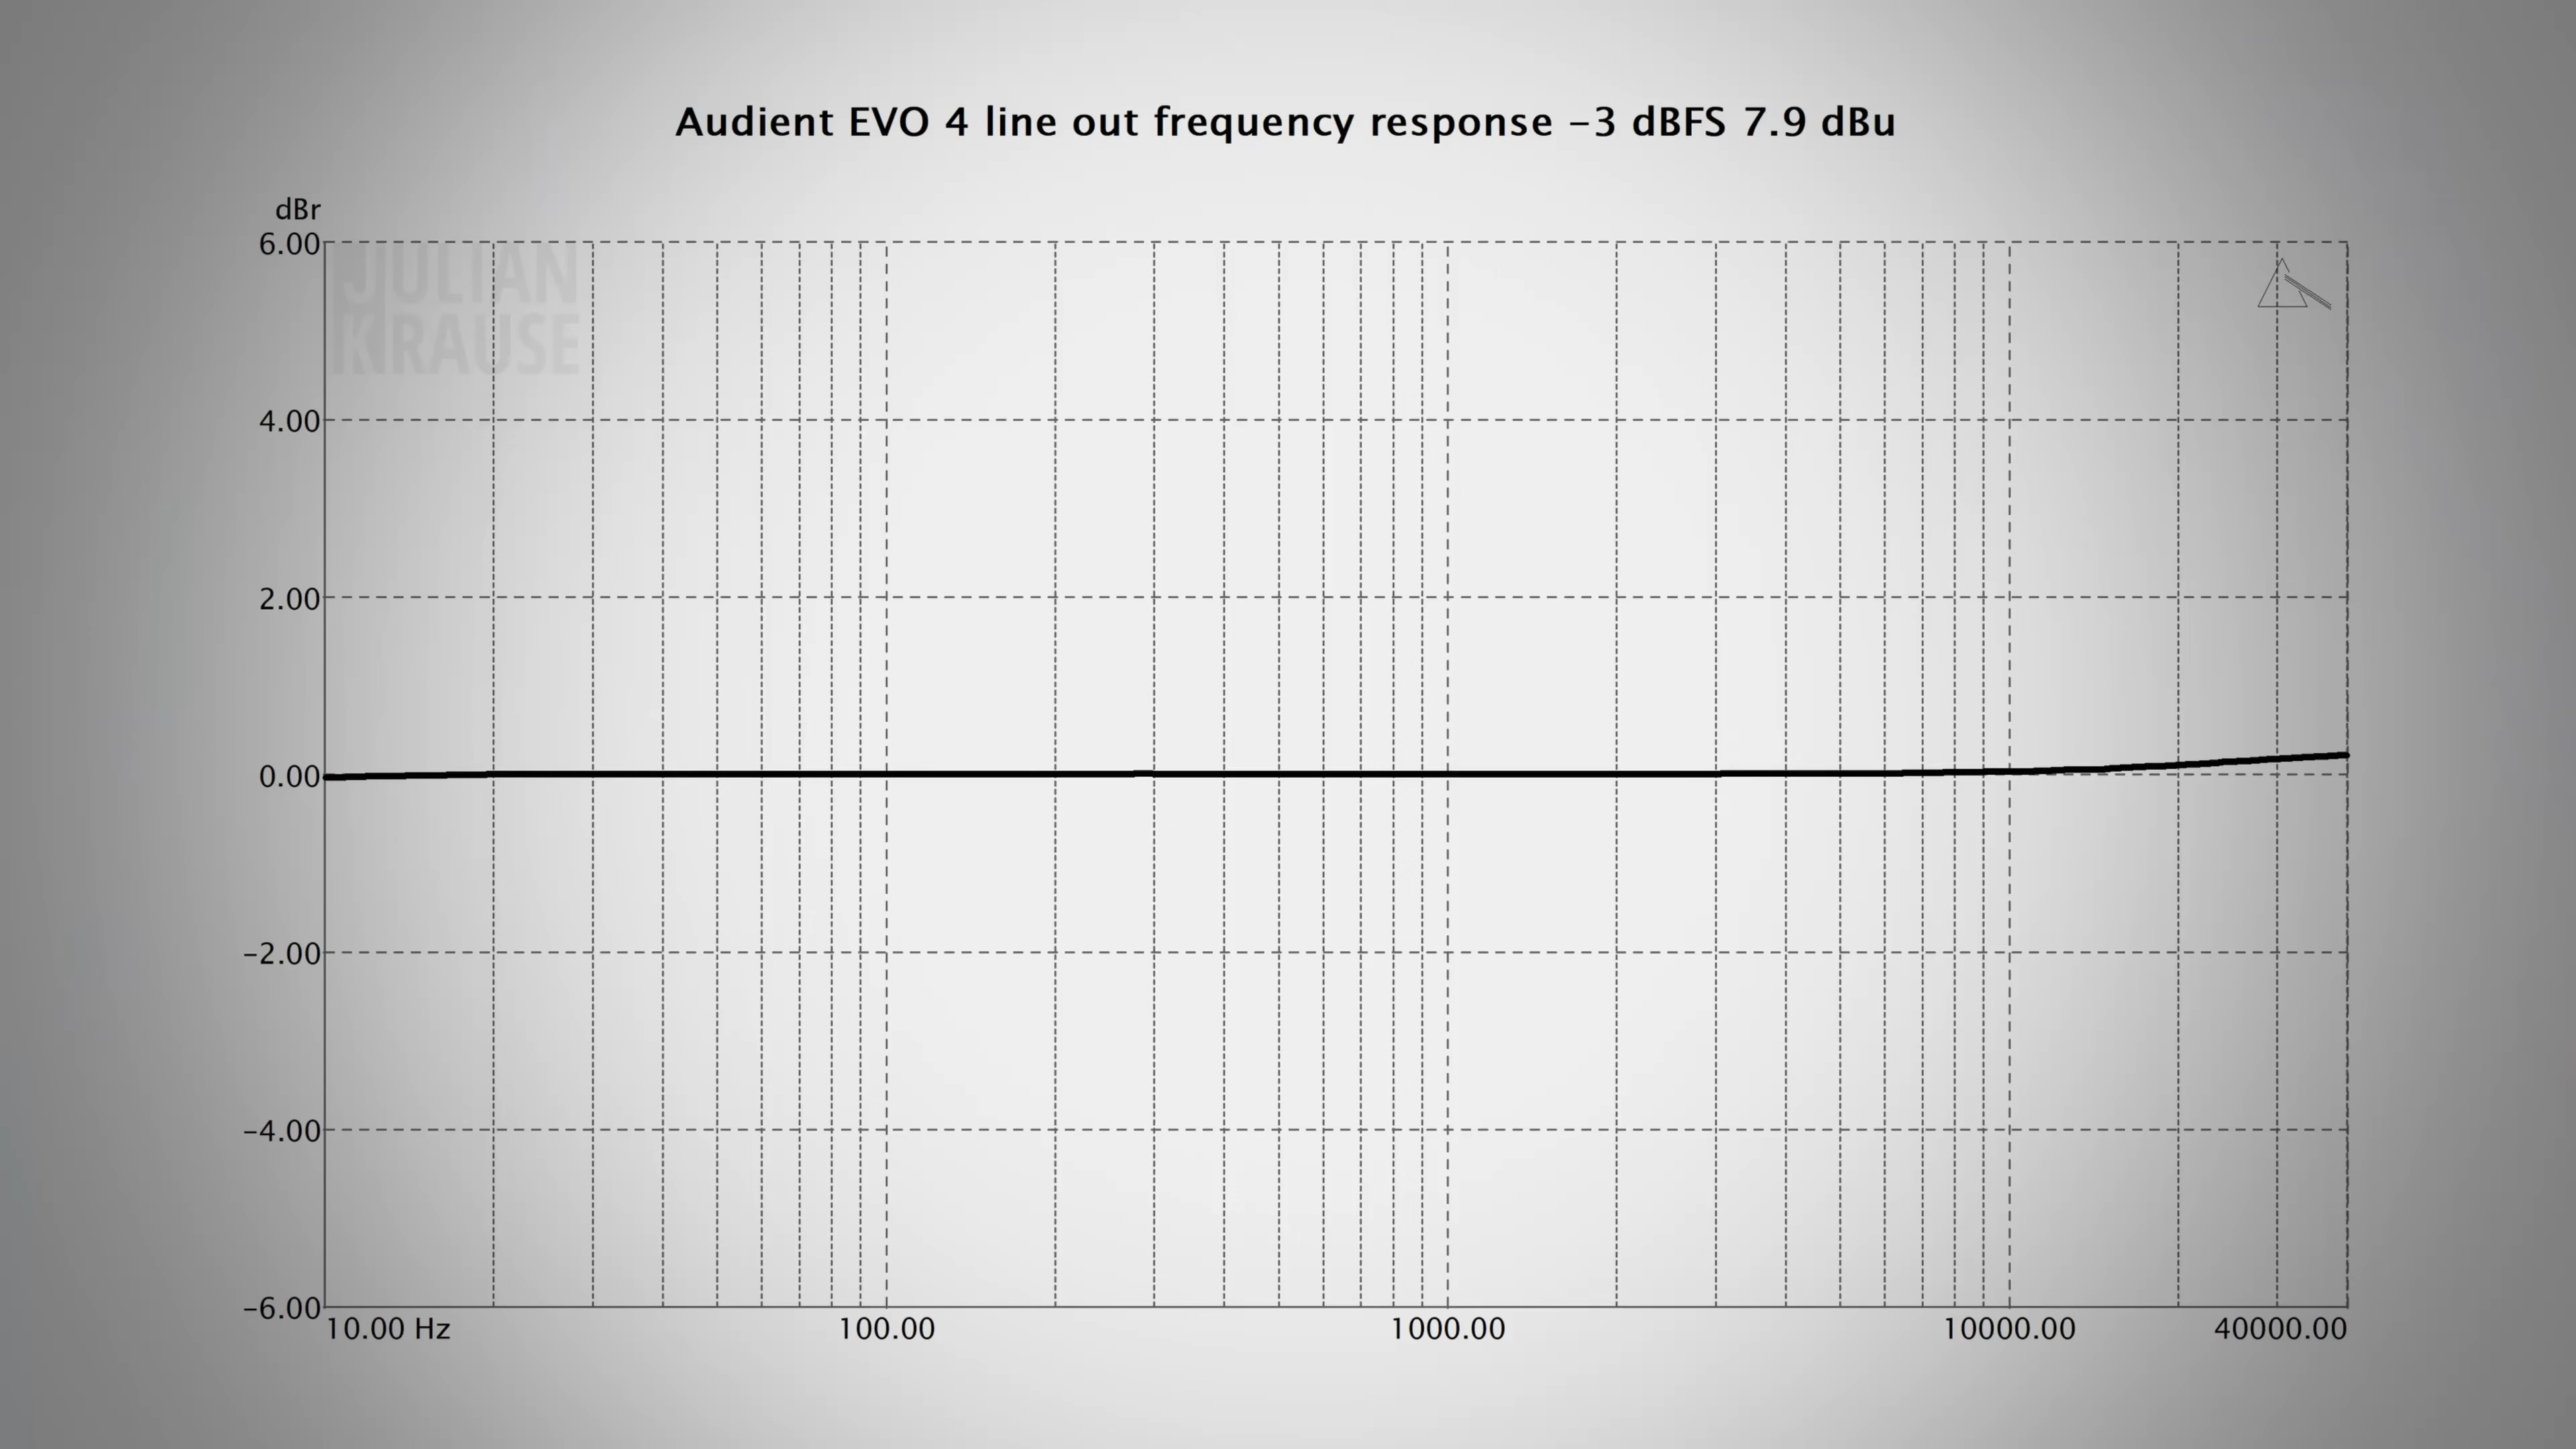 Audient EVO 4 line out frequency response −3 dBFS 7.9 dBu
dBr
6.00
JULIAN
KRAUSE
4.00
2.00
0.00
−2.00
−4.00
−6.00
10.00 Hz 100.00 1000.00 10000.00 40000.00